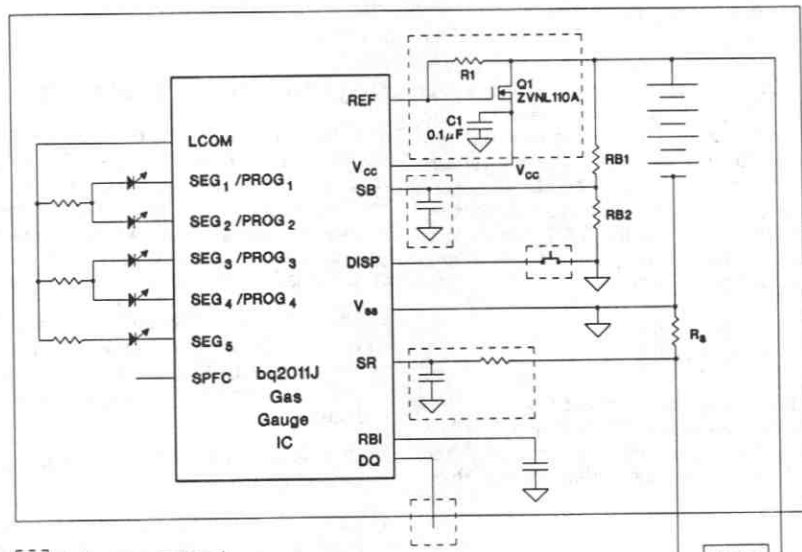 R1
Q1
ZVNL110A
REF
C1
0.1μF
LCOM
VCC
VCC
SEG1/PROG1
SB
RB1
SEG2/PROG2
RB2
SEG3/PROG3
DISP
SEG4/PROG4
Vss
SEG5
Rs
SR
SPFC
bq2011J
Gas
Gauge
IC
RBI
DQ